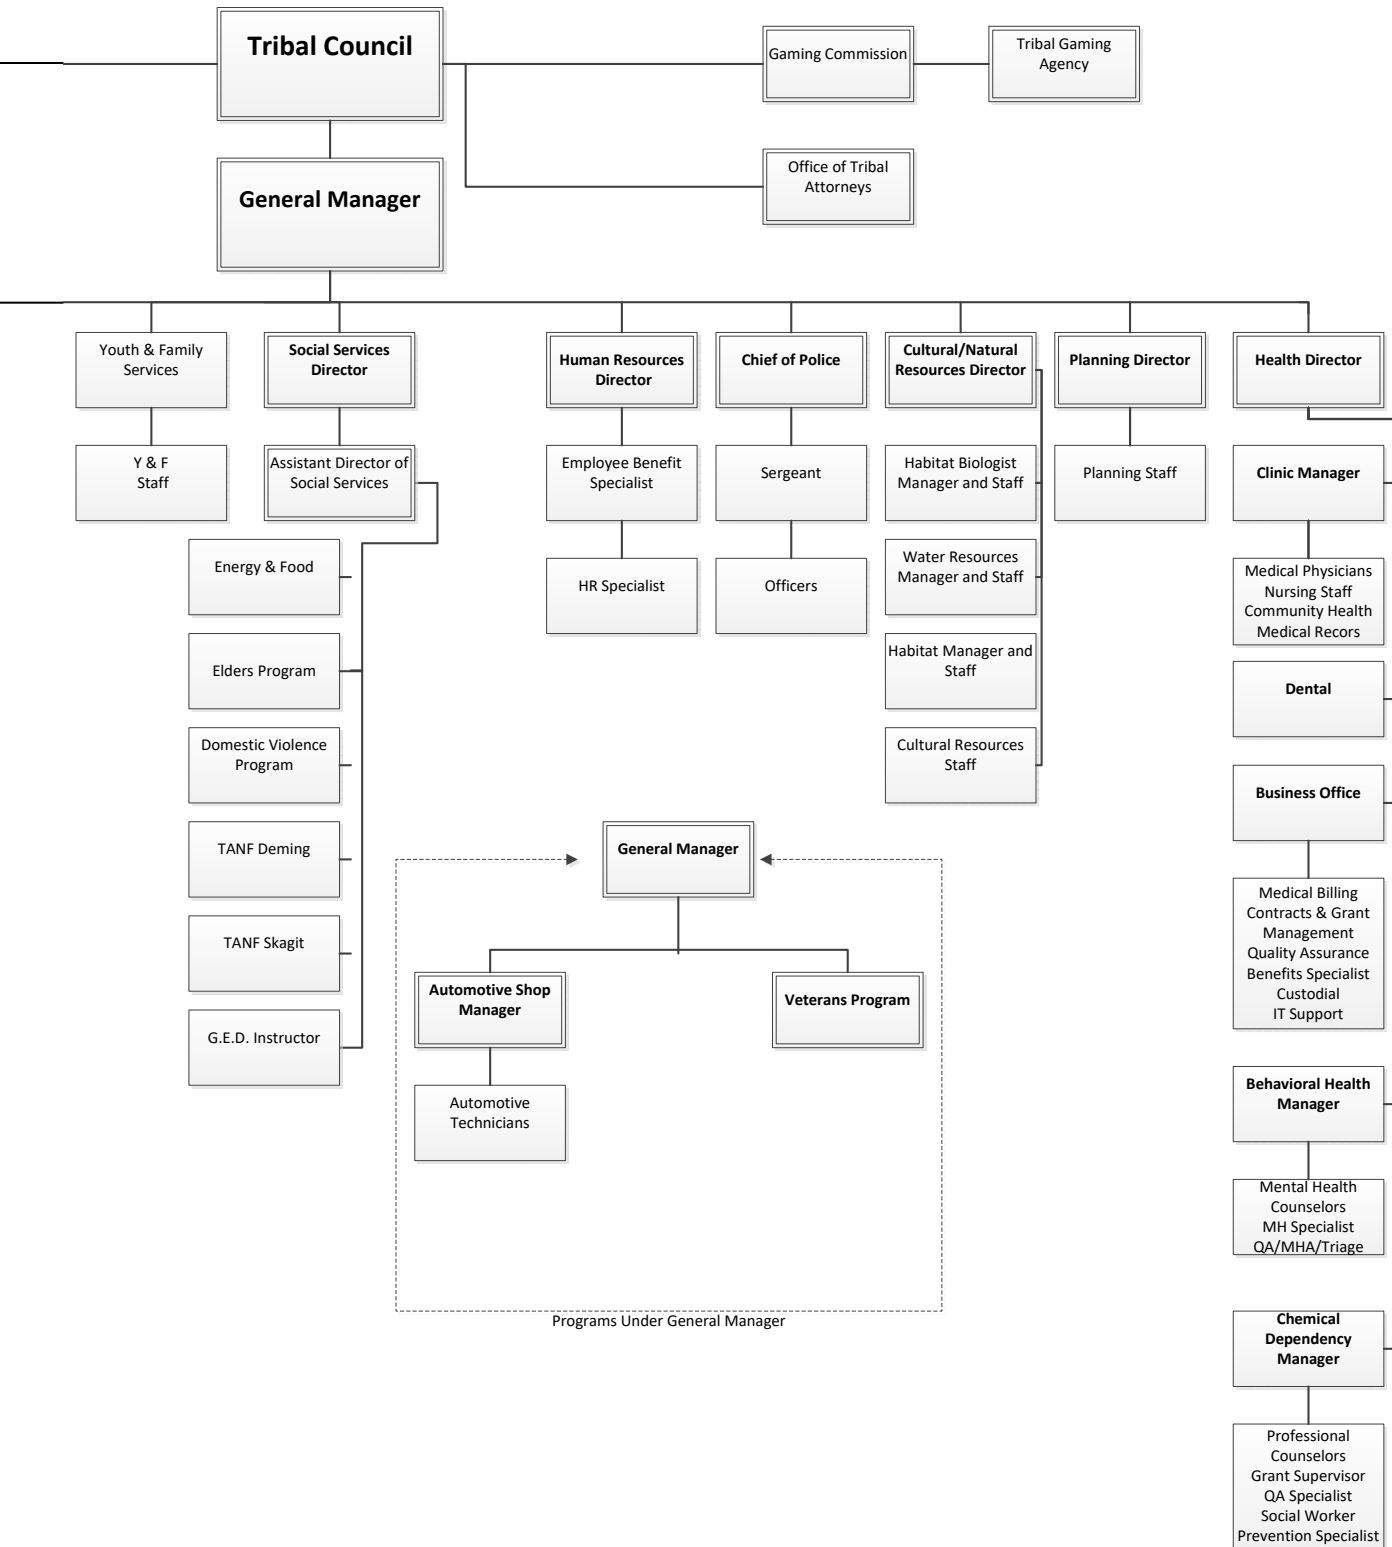 Tribal Council
Gaming Commission
Tribal Gaming
Agency
Office of Tribal
Attorneys
General Manager
Youth & Family
Services
Social Services
Director
Human Resources
Director
Chief of Police
Cultural/Natural
Resources Director
Planning Director
Health Director
Y & F
Staff
Assistant Director of
Social Services
Employee Benefit
Specialist
Sergeant
Habitat Biologist
Manager and Staff
Planning Staff
Clinic Manager
Energy & Food
HR Specialist
Officers
Water Resources
Manager and Staff
Medical Physicians
Nursing Staff
Community Health
Medical Recors
Elders Program
Habitat Manager and
Staff
Dental
Domestic Violence
Program
Cultural Resources
Staff
Business Office
TANF Deming
General Manager
Medical Billing
Contracts & Grant
Management
Quality Assurance
Benefits Specialist
Custodial
IT Support
TANF Skagit
Automotive Shop
Manager
Veterans Program
G.E.D. Instructor
Automotive
Technicians
Behavioral Health
Manager
Mental Health
Counselors
MH Specialist
QA/MHA/Triage
Programs Under General Manager
Chemical
Dependency
Manager
Professional
Counselors
Grant Supervisor
QA Specialist
Social Worker
Prevention Specialist